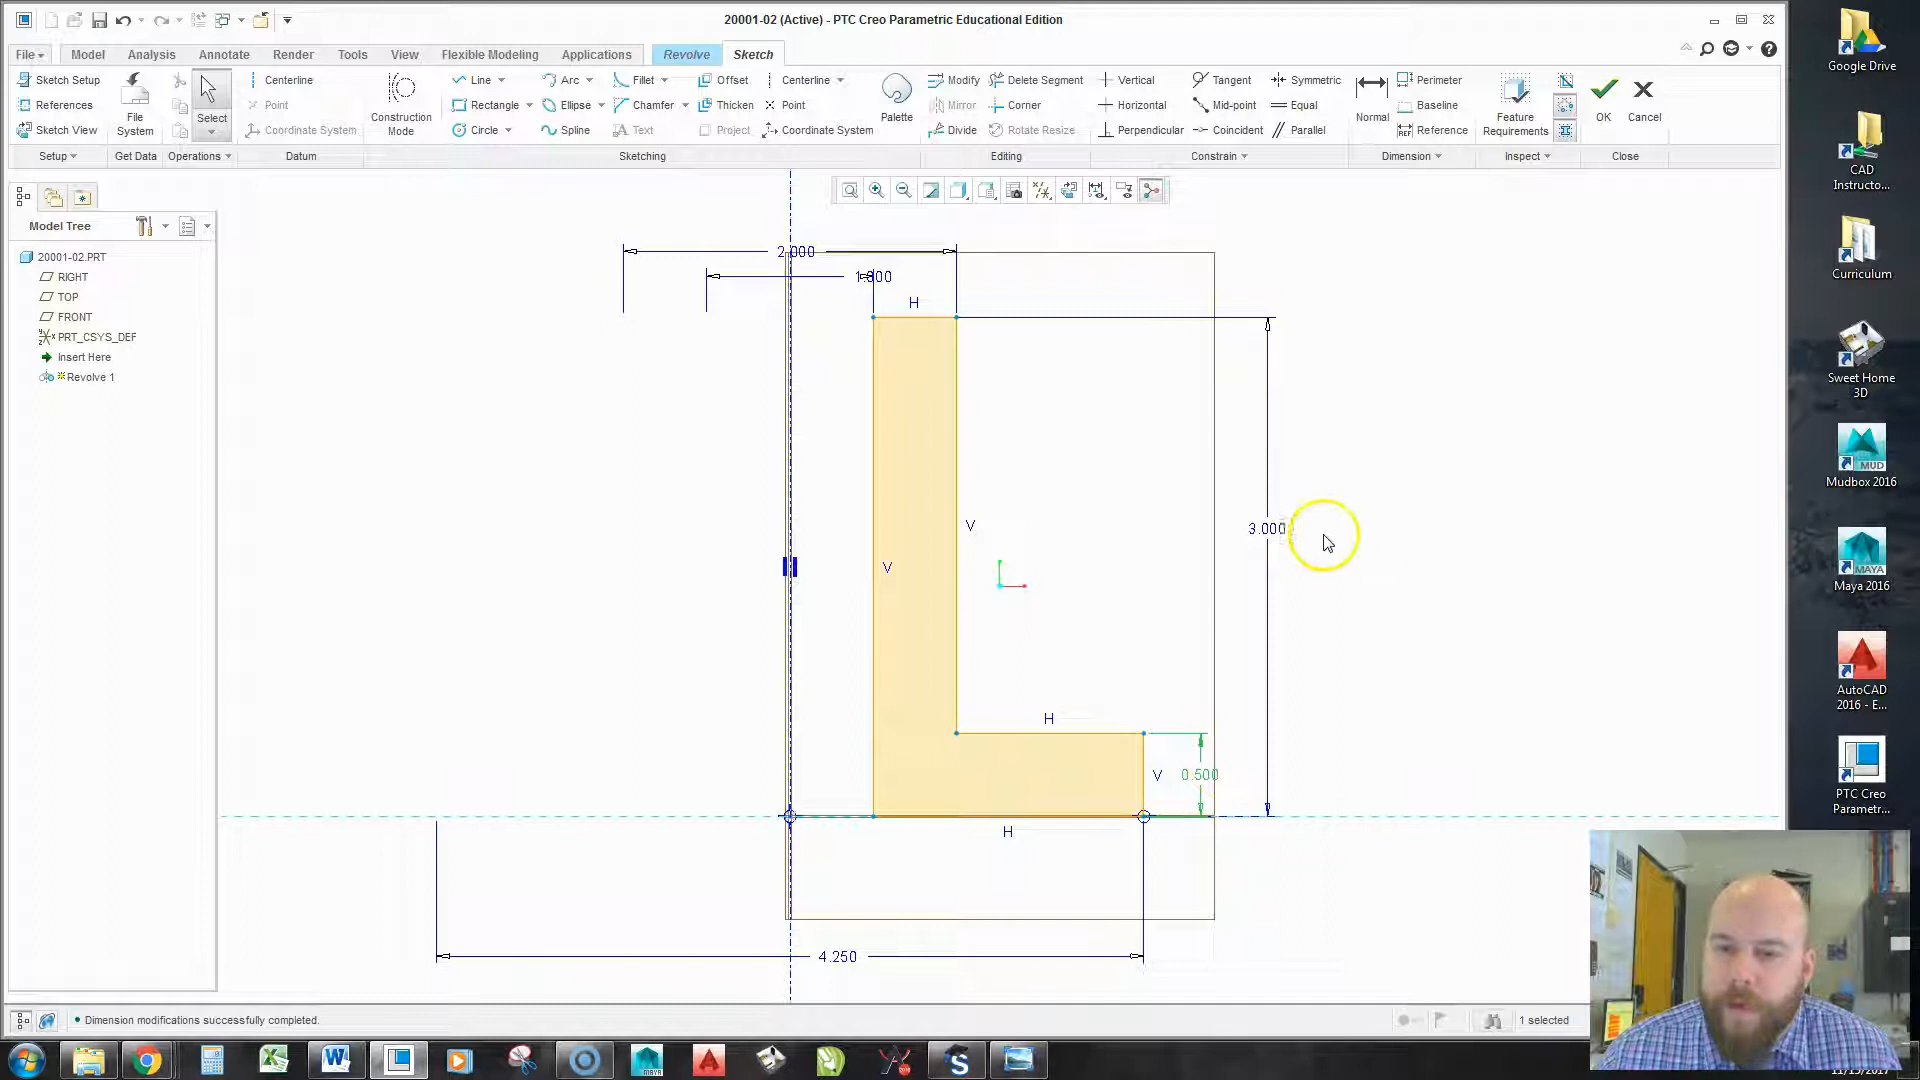 20001-02 (Active) - PTC Creo Parametric Educational Edition
File Model Analysis Annotate Render Tools View Flexible Modeling Applications Revolve Sketch
Sketch Setup
References
Sketch View
File System
Select
Centerline
Point
Coordinate System
Construction Mode
Line Arc Fillet Offset Centerline
Rectangle Ellipse Chamfer Thicken Point
Circle Spline Text Project Coordinate System
Palette
Modify Delete Segment
Mirror Corner
Divide Rotate Resize
Vertical Tangent Symmetric
Horizontal Mid-point Equal
Perpendicular Coincident Parallel
Normal
Perimeter
Baseline
Reference
REF
Feature Requirements
OK
Cancel
Setup Get Data Operations Datum Sketching Editing Constrain Dimension Inspect Close
Model Tree
20001-02.PRT
RIGHT
TOP
FRONT
PRT_CSYS_DEF
Insert Here
Revolve 1
2.000
H
V
V
3.000
H
V
0.500
H
4.250
Dimension modifications successfully completed.
1 selected
Google Drive
CAD
Instructo...
Curriculum
Sweet Home
3D
MUD
Mudbox 2016
MAYA
Maya 2016
AutoCAD
2016 - E...
PTC Creo
Parametr...